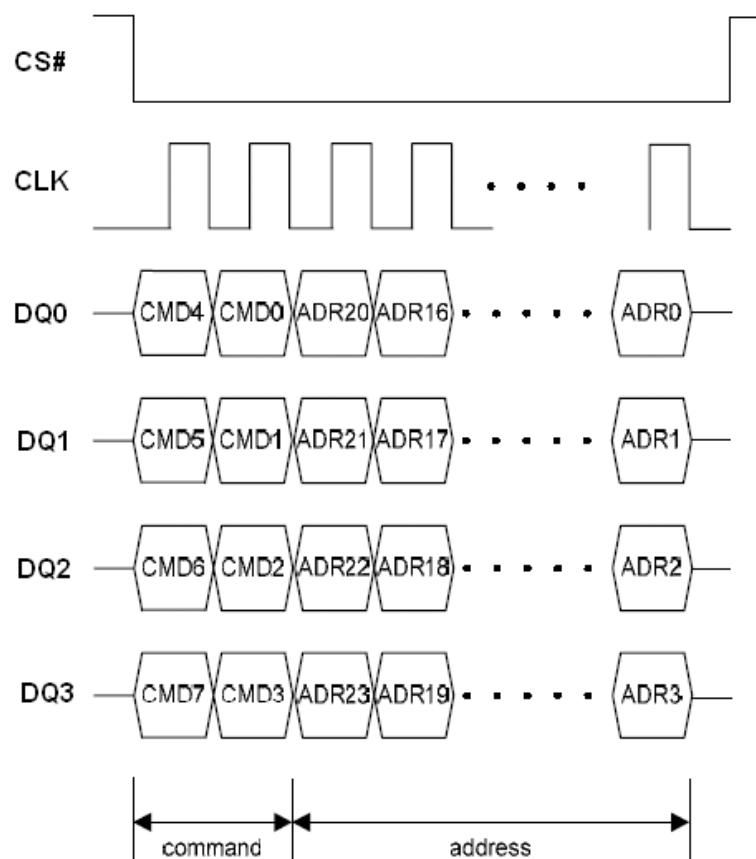 CS#
CLK
DQ0 CMD4 CMD0 ADR20 ADR16 ADR0
DQ1 CMD5 CMD1 ADR21 ADR17 ADR1
DQ2 CMD6 CMD2 ADR22 ADR18 ADR2
DQ3 CMD7 CMD3 ADR23 ADR19 ADR3
command address